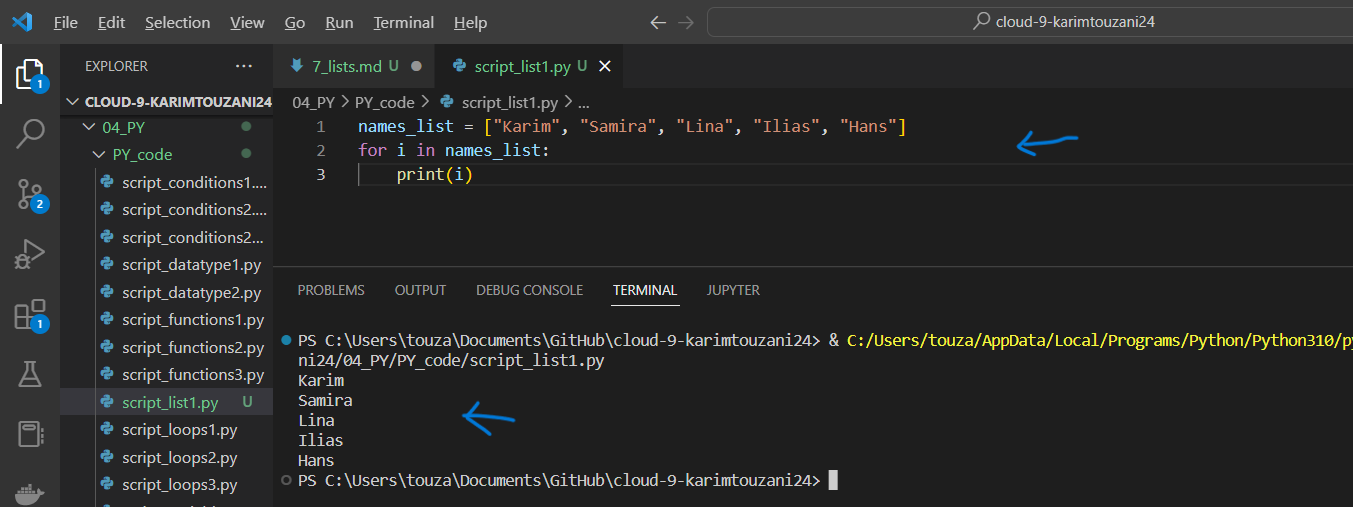 File Edit Selection View Go Run Terminal Help cloud-9-karimtouzani24
EXPLORER ...
7_lists.md U
script_list1.py U
1
CLOUD-9-KARIMTOUZANI24
04_PY > PY_code > script_list1.py > ...
04_PY
PY_code
1 names_list = ["Karim", "Samira", "Lina", "Ilias", "Hans"]
2 for i in names_list:
3     print(i)
script_conditions1....
script_conditions2....
script_conditions2...
script_datatype1.py
script_datatype2.py
script_functions1.py
script_functions2.py
script_functions3.py
script_list1.py U
script_loops1.py
script_loops2.py
script_loops3.py
2
1
PROBLEMS OUTPUT DEBUG CONSOLE TERMINAL JUPYTER
PS C:\Users\touza\Documents\GitHub\cloud-9-karimtouzani24> & C:/Users/touza/AppData/Local/Programs/Python/Python310/py
ni24/04_PY/PY_code/script_list1.py
Karim
Samira
Lina
Ilias
Hans
PS C:\Users\touza\Documents\GitHub\cloud-9-karimtouzani24>